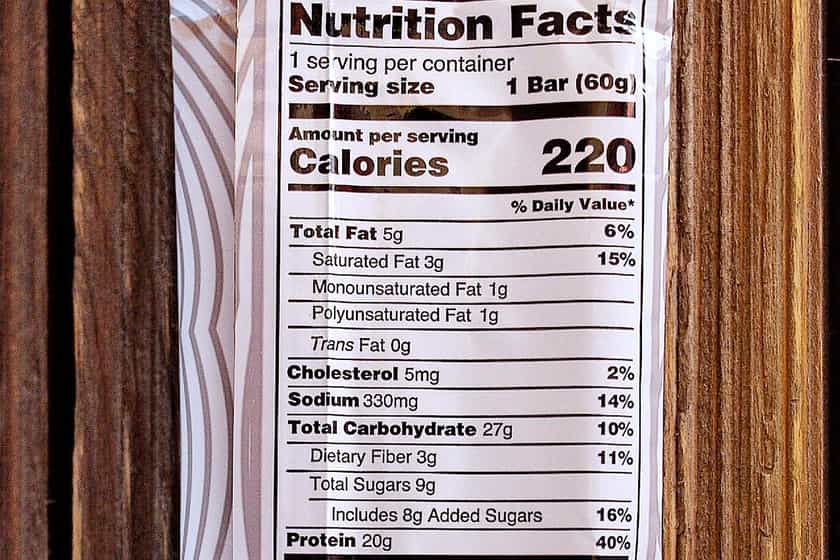 Nutrition Facts
1 serving per container
Serving size 1 Bar (60g)
Amount per serving
Calories 220
% Daily Value*
Total Fat 5g 6%
Saturated Fat 3g 15%
Monounsaturated Fat 1g
Polyunsaturated Fat 1g
Trans Fat 0g
Cholesterol 5mg 2%
Sodium 330mg 14%
Total Carbohydrate 27g 10%
Dietary Fiber 3g 11%
Total Sugars 9g
Includes 8g Added Sugars 16%
Protein 20g 40%